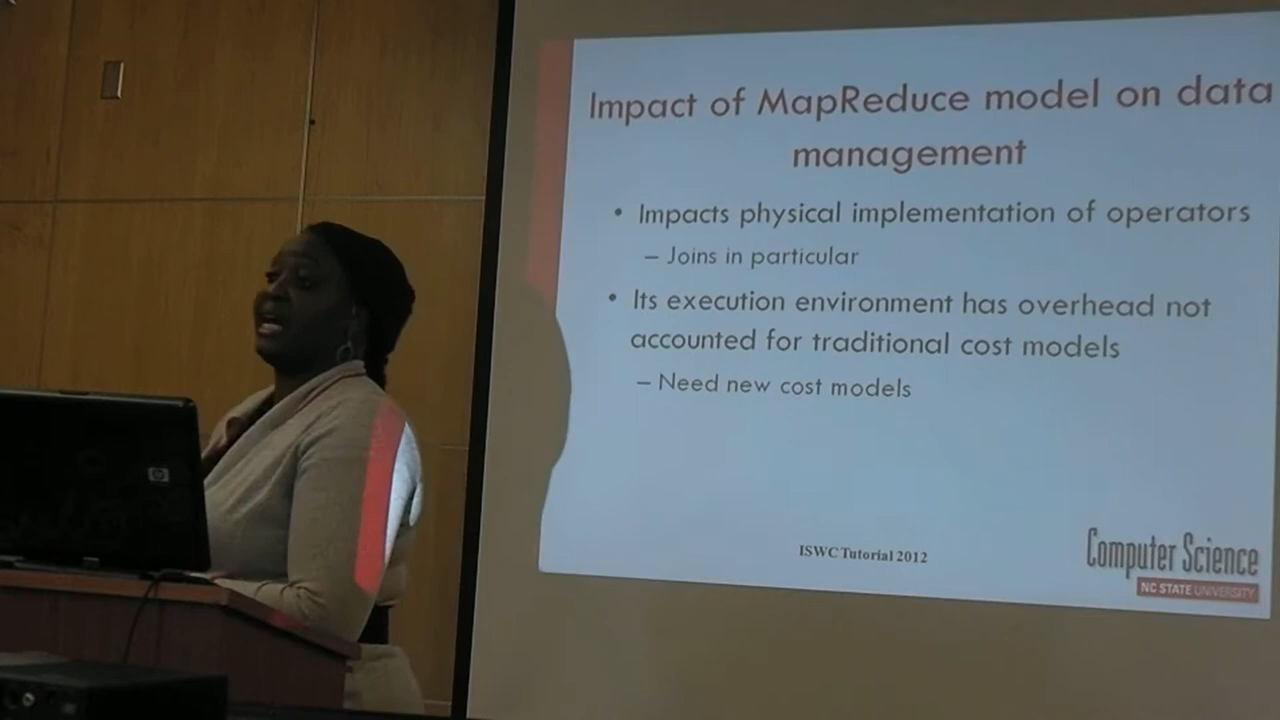 Impact of MapReduce model on data
management
• Impacts physical implementation of operators
– Joins in particular
• Its execution environment has overhead not
accounted for traditional cost models
– Need new cost models
ISWC Tutorial 2012
Computer Science
NC STATE UNIVERSITY
hp